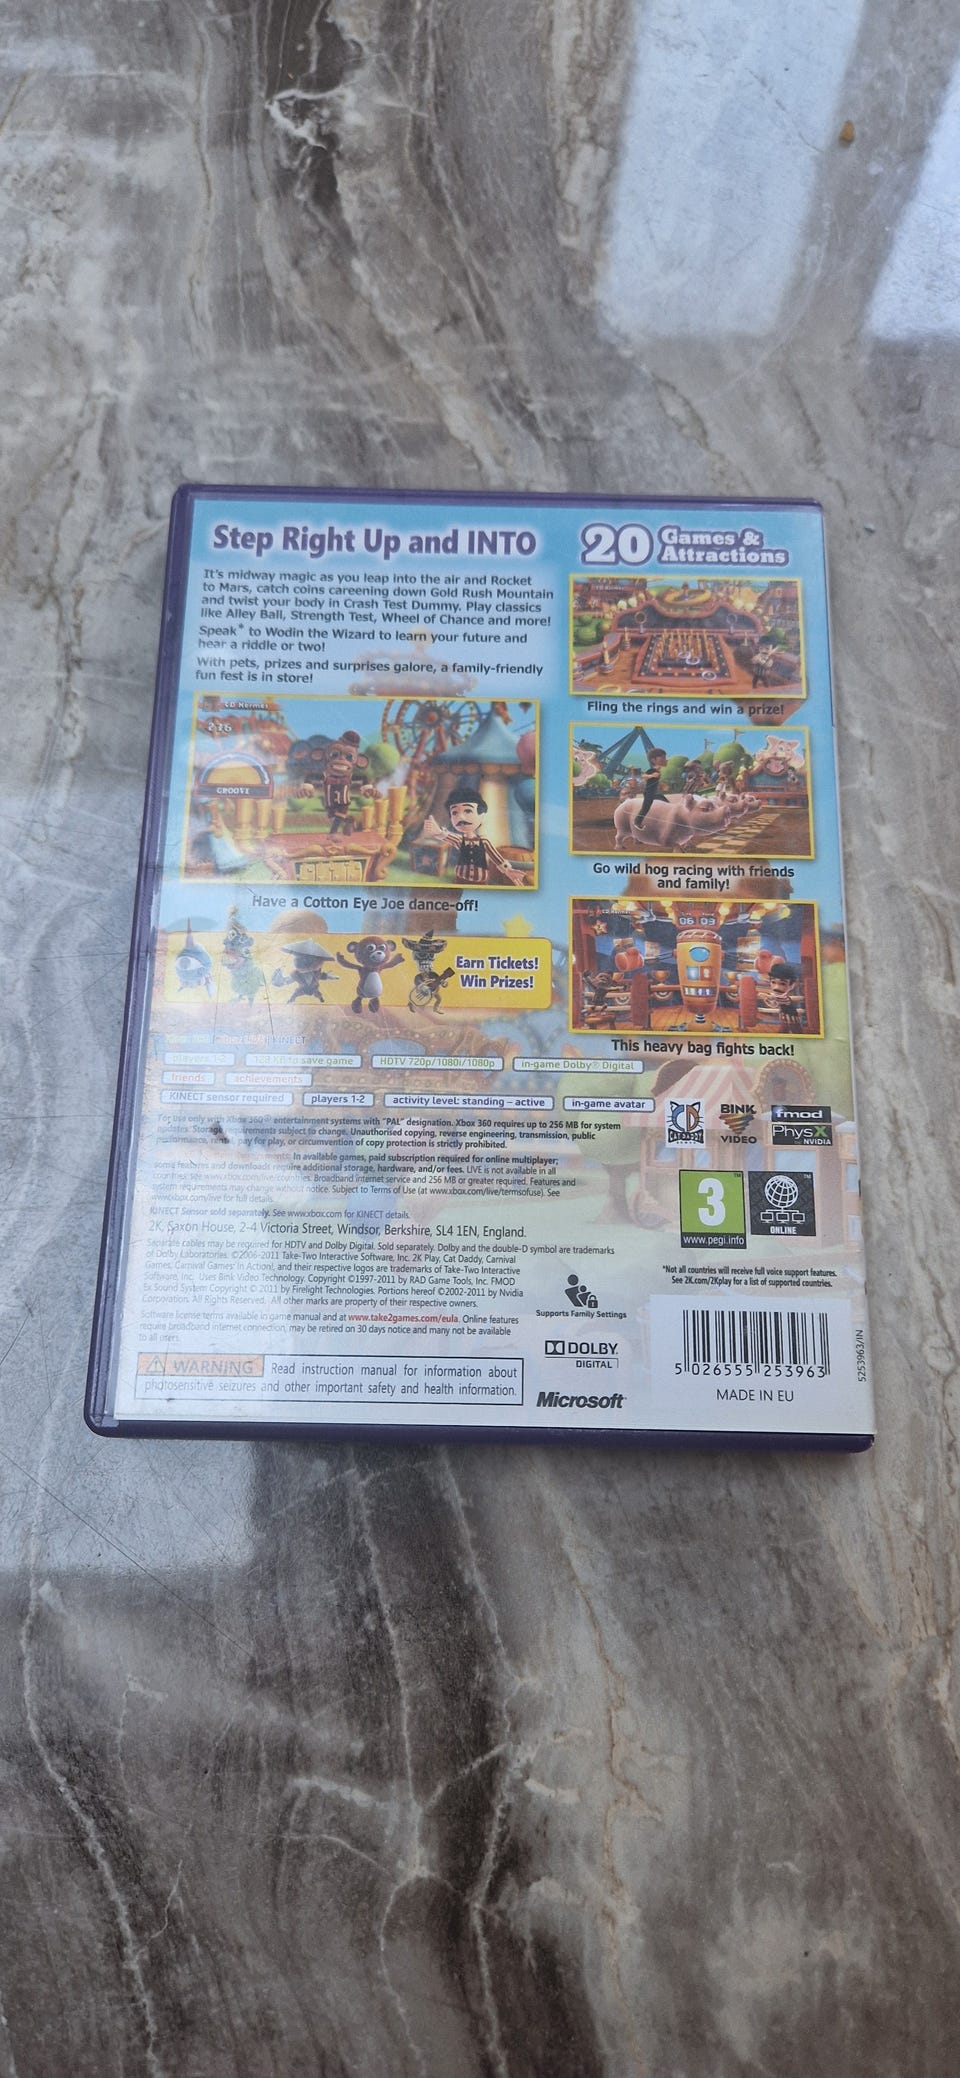 Step Right Up and INTO
It's midway magic as you leap into the air and Rocket
to Mars, catch coins careening down Gold Rush Mountain
and twist your body in Crash Test Dummy. Play classics
like Alley Ball, Strength Test, Wheel of Chance and more!
Speak* to Wodin the Wizard to learn your future and
hear a riddle or two!
With pets, prizes and surprises galore, a family-friendly
fun fest is in store!
20 Games &
Attractions
Fling the rings and win a prize!
276
GROOVE
Have a Cotton Eye Joe dance-off!
Go wild hog racing with friends
and family!
06 09
This heavy bag fights back!
Earn Tickets!
Win Prizes!
KINECT
players 1-2
128 KB to save game
HDTV 720p/1080i/1080p
in-game Dolby® Digital
friends
achievements
KINECT sensor required
players 1-2
activity level: standing – active
in-game avatar
For use only with Xbox 360® entertainment systems with "PAL" designation. Xbox 360 requires up to 256 MB for system
updates. Storage requirements subject to change. Unauthorised copying, reverse engineering, transmission, public
performance, rental, pay for play, or circumvention of copy protection is strictly prohibited.
In available games, paid subscription required for online multiplayer;
some features and downloads require additional storage, hardware, and/or fees. LIVE is not available in all
countries: see www.xbox.com/live/countries. Broadband internet service and 256 MB or greater required. Features and
system requirements may change without notice. Subject to Terms of Use (at www.xbox.com/live/termsofuse). See
www.xbox.com/live for full details.
KINECT Sensor sold separately. See www.xbox.com for KINECT details.
2K, Saxon House, 2-4 Victoria Street, Windsor, Berkshire, SL4 1EN, England.
Separate cables may be required for HDTV and Dolby Digital. Sold separately. Dolby and the double-D symbol are trademarks
of Dolby Laboratories. ©2006-2011 Take-Two Interactive Software, Inc. 2K Play, Cat Daddy, Carnival
Games, Carnival Games: In Action!, and their respective logos are trademarks of Take-Two Interactive
Software, Inc. Uses Bink Video Technology. Copyright ©1997-2011 by RAD Game Tools, Inc. FMOD
Ex Sound System Copyright © 2011 by Firelight Technologies. Portions hereof ©2002-2011 by Nvidia
Corporation. All Rights Reserved. All other marks are property of their respective owners.
Software license terms available in game manual and at www.take2games.com/eula. Online features
require broadband internet connection, may be retired on 30 days notice and many not be available
to all users.
WARNING Read instruction manual for information about
photosensitive seizures and other important safety and health information.
CAT DADDY
BINK
VIDEO
fmod
PhysX
by NVIDIA
3
www.pegi.info
ONLINE
*Not all countries will receive full voice support features.
See 2K.com/2Kplay for a list of supported countries.
Supports Family Settings
DOLBY
DIGITAL
Microsoft
5 026555 253963
MADE IN EU
5253963/IN